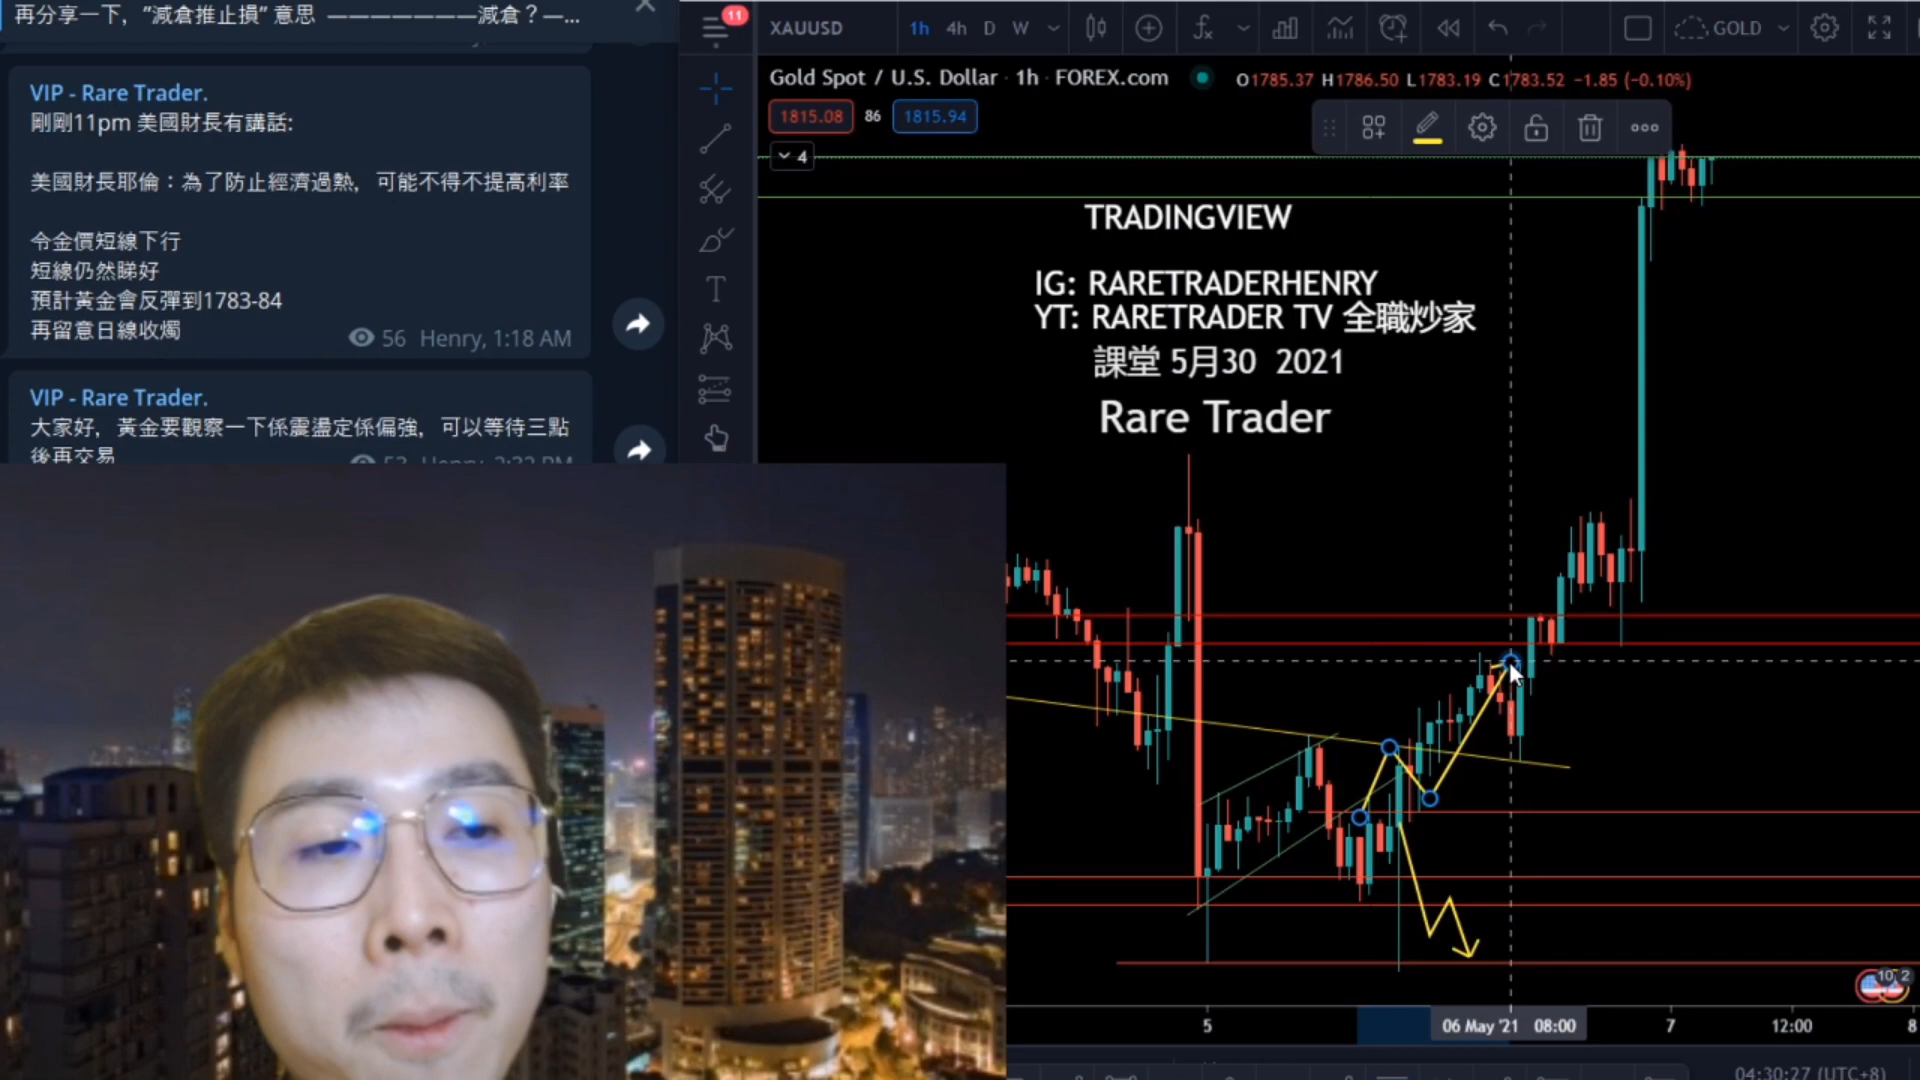 再分享一下, "減倉推止損" 意思 ———————減倉？—...
VIP - Rare Trader.
剛剛11pm 美國財長有講話:
美國財長耶倫：為了防止經濟過熱，可能不得不提高利率
令金價短線下行
短線仍然睇好
預計黃金會反彈到1783-84
再留意日線收燭
56 Henry, 1:18 AM
VIP - Rare Trader.
大家好，黃金要觀察一下係震盪定係偏強，可以等待三點
後再交易
11
XAUUSD
1h 4h D W
GOLD
Gold Spot / U.S. Dollar · 1h · FOREX.com
O1785.37 H1786.50 L1783.19 C1783.52 −1.85 (−0.10%)
1815.08 86 1815.94
4
TRADINGVIEW
IG: RARETRADERHENRY
YT: RARETRADER TV 全職炒家
課堂 5月30 2021
Rare Trader
10 2
5 06 May '21 08:00 7 12:00 8
04:30:27 (UTC+8)